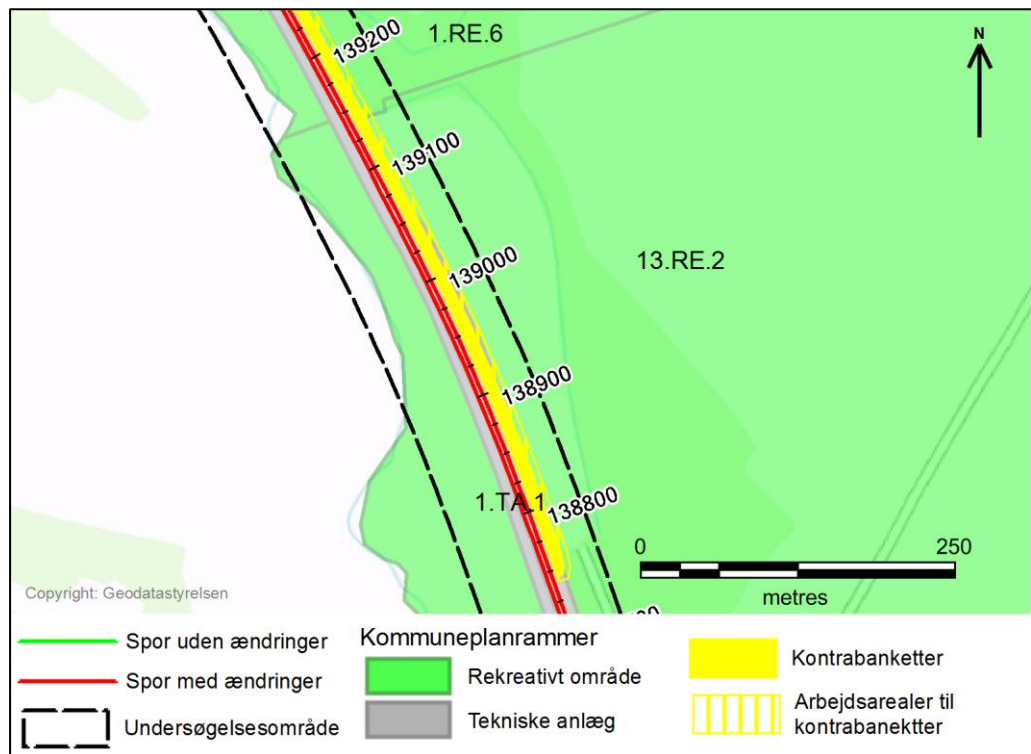 1.RE.6
N
139200
139100
139000
13.RE.2
138900
1.TA.1
138800
0 250
metres
Copyright: Geodatastyrelsen
Spor uden ændringer
Spor med ændringer
Undersøgelsesområde
Kommuneplanrammer
Rekreativt område
Tekniske anlæg
Kontrabanketter
Arbejdsarealer til
kontrabanektter